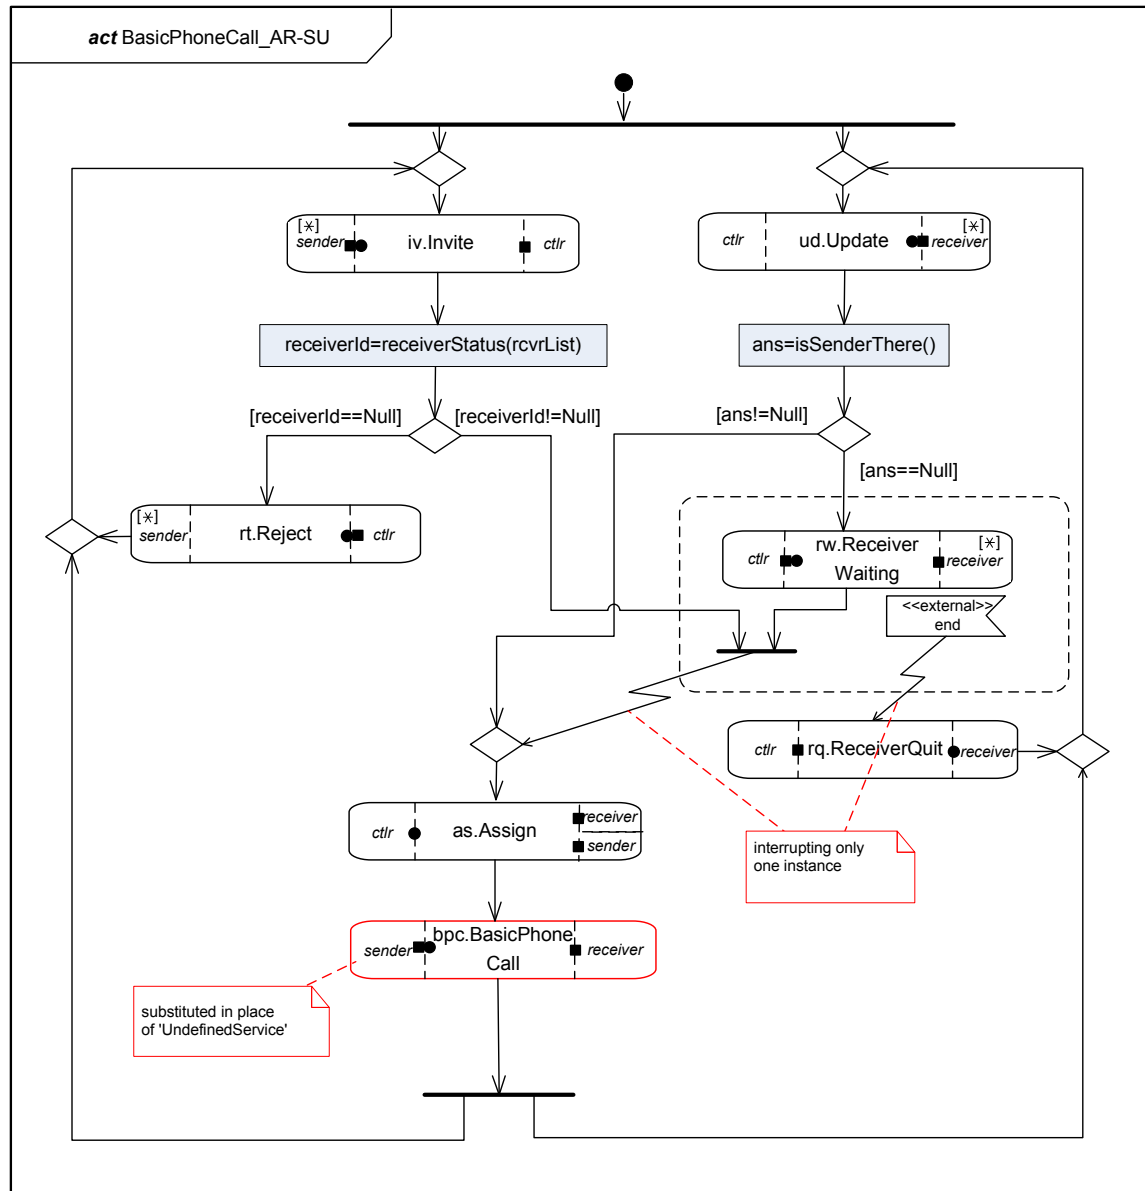 act BasicPhoneCall_AR-SU
[*]
sender
iv.Invite
ctlr
ctlr
ud.Update
[*]
receiver
receiverId=receiverStatus(rcvrList)
ans=isSenderThere()
[receiverId==Null]
[receiverId!=Null]
[ans!=Null]
[ans==Null]
[*]
sender
rt.Reject
ctlr
ctlr
rw.Receiver
Waiting
[*]
receiver
<<external>>
end
ctlr
rq.ReceiverQuit
receiver
ctlr
as.Assign
receiver
sender
interrupting only
one instance
sender
bpc.BasicPhone
Call
receiver
substituted in place
of 'UndefinedService'